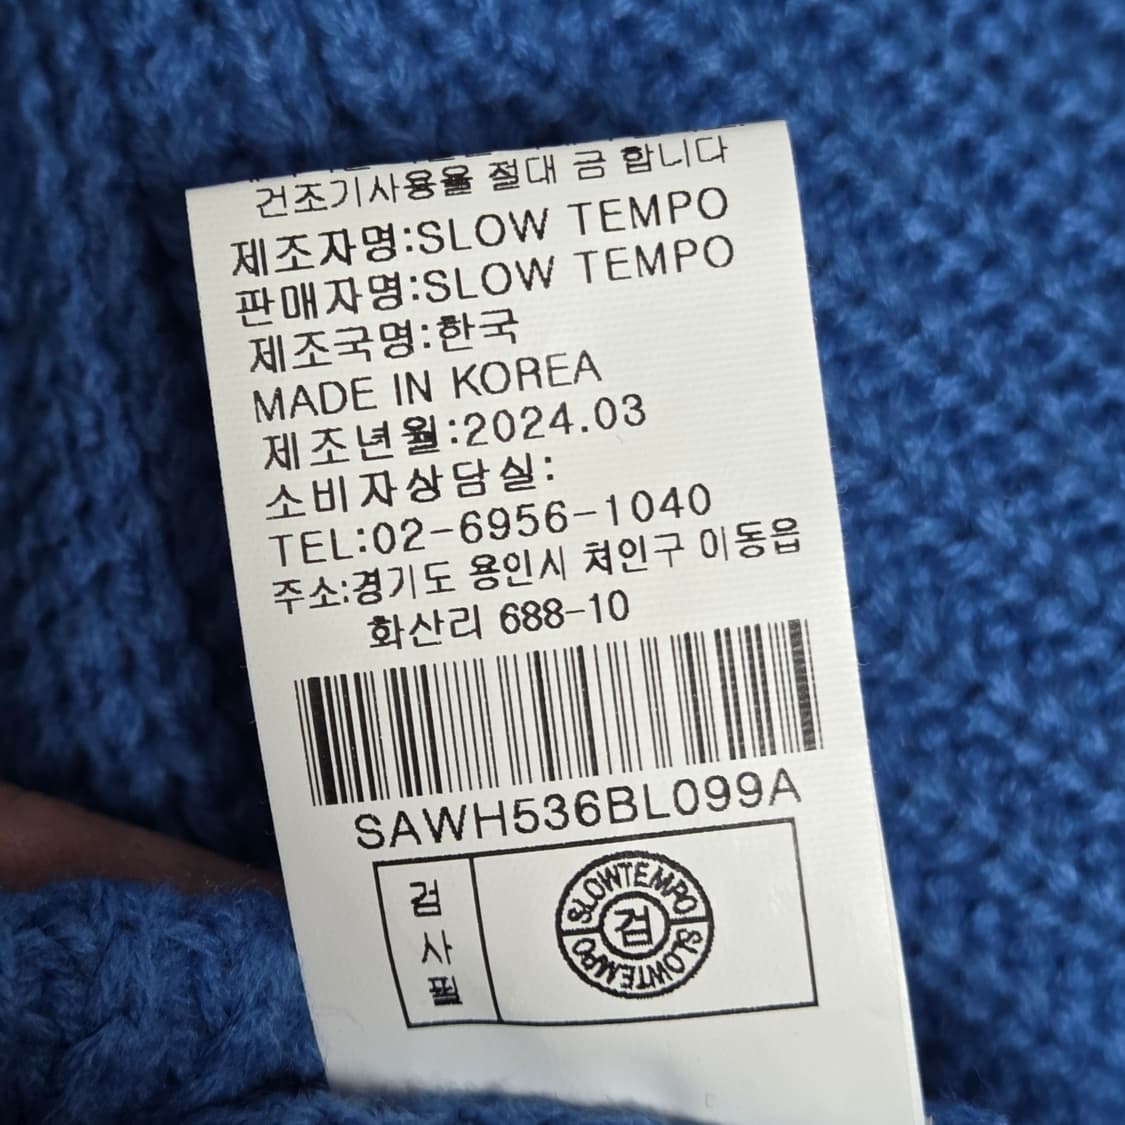 건조기사용을 절대 금 합니다
제조자명:SLOW TEMPO
판매자명:SLOW TEMPO
제조국명:한국
MADE IN KOREA
제조년월:2024.03
소비자상담실:
TEL:02-6956-1040
주소:경기도 용인시 쳐인구 이동읍
화산리 688-10
SAWH536BL099A
검
사
필
SLOWTEMPO
검
SLOWTEMPO
&